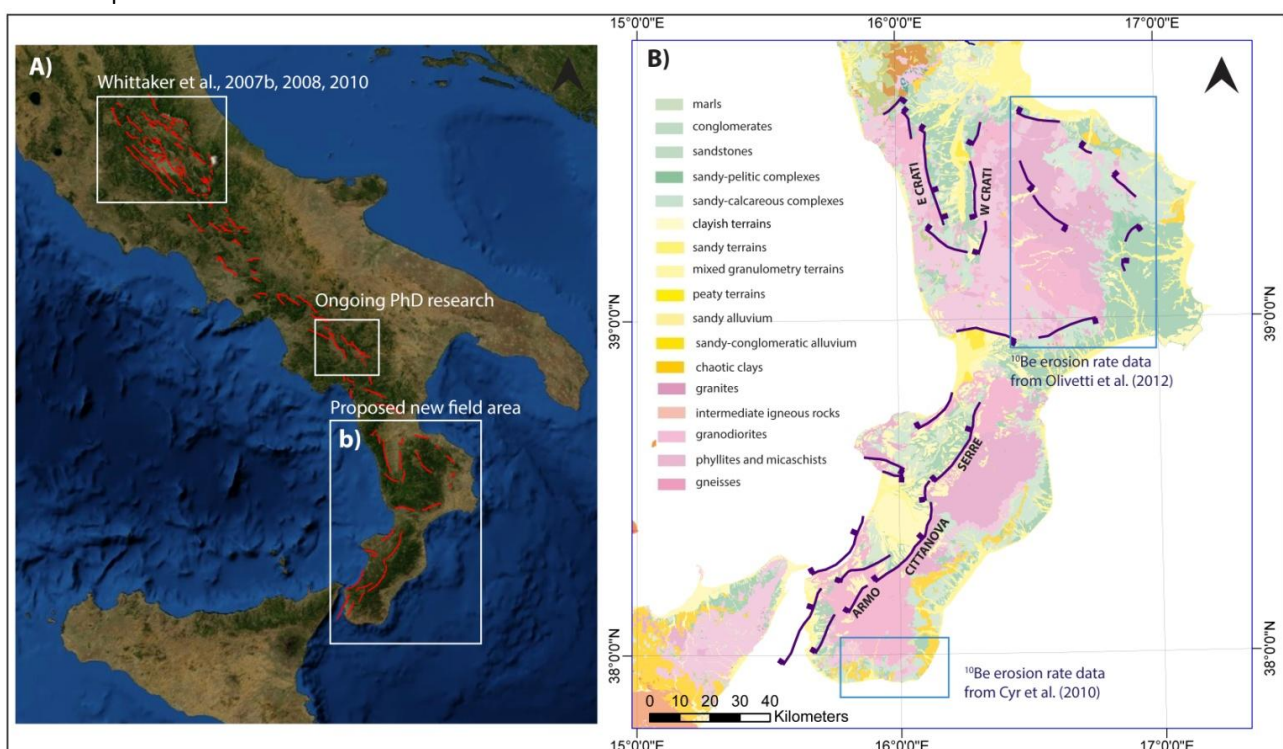 A)
Whittaker et al., 2007b, 2008, 2010
Ongoing PhD research
Proposed new field area
b)
15°0'0"E
16°0'0"E
17°0'0"E
B)
marls
conglomerates
sandstones
sandy-pelitic complexes
sandy-calcareous complexes
clayish terrains
sandy terrains
mixed granulometry terrains
peaty terrains
sandy alluvium
sandy-conglomeratic alluvium
chaotic clays
granites
intermediate igneous rocks
granodiorites
phyllites and micaschists
gneisses
E CRATI
W CRATI
39°0'0"N
39°0'0"N
¹⁰Be erosion rate data
from Olivetti et al. (2012)
SERRE
CITTANOVA
ARMO
38°0'0"N
38°0'0"N
¹⁰Be erosion rate data
from Cyr et al. (2010)
0 10 20 30 40
Kilometers
15°0'0"E
16°0'0"E
17°0'0"E